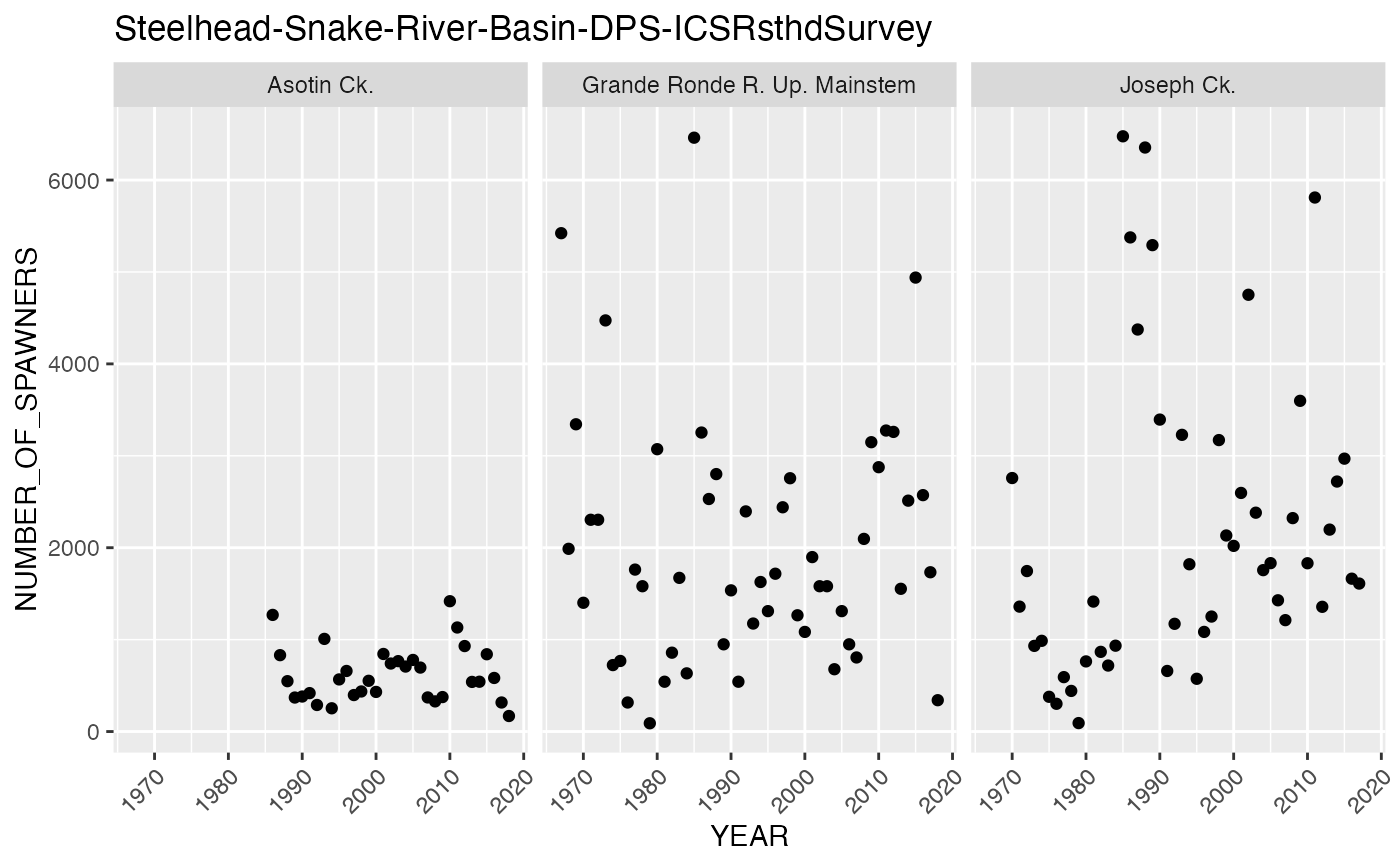 Steelhead-Snake-River-Basin-DPS-ICSRsthdSurvey
Asotin Ck.
Grande Ronde R. Up. Mainstem
Joseph Ck.
NUMBER_OF_SPAWNERS
6000
4000
2000
0
1970 1980 1990 2000 2010 2020
1970 1980 1990 2000 2010 2020
1970 1980 1990 2000 2010 2020
YEAR